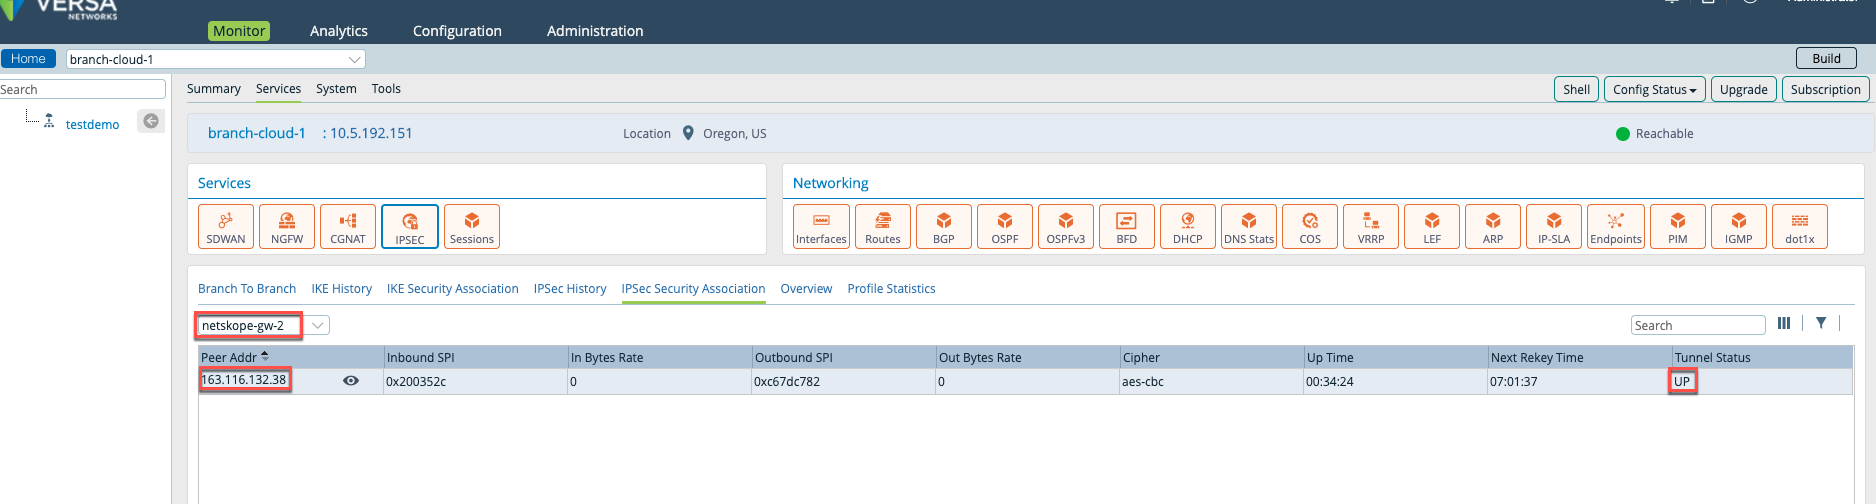 VERSA
NETWORKS
Administrator
Monitor Analytics Configuration Administration
Home branch-cloud-1 Build
Search
testdemo
Summary Services System Tools Shell Config Status Upgrade Subscription
branch-cloud-1 : 10.5.192.151 Location Oregon, US Reachable
Services
SDWAN NGFW CGNAT IPSEC Sessions
Networking
Interfaces Routes BGP OSPF OSPFv3 BFD DHCP DNS Stats COS VRRP LEF ARP IP-SLA Endpoints PIM IGMP dot1x
Branch To Branch IKE History IKE Security Association IPSec History IPSec Security Association Overview Profile Statistics
netskope-gw-2 Search
Peer Addr Inbound SPI In Bytes Rate Outbound SPI Out Bytes Rate Cipher Up Time Next Rekey Time Tunnel Status
163.116.132.38 0x200352c 0 0xc67dc782 0 aes-cbc 00:34:24 07:01:37 UP